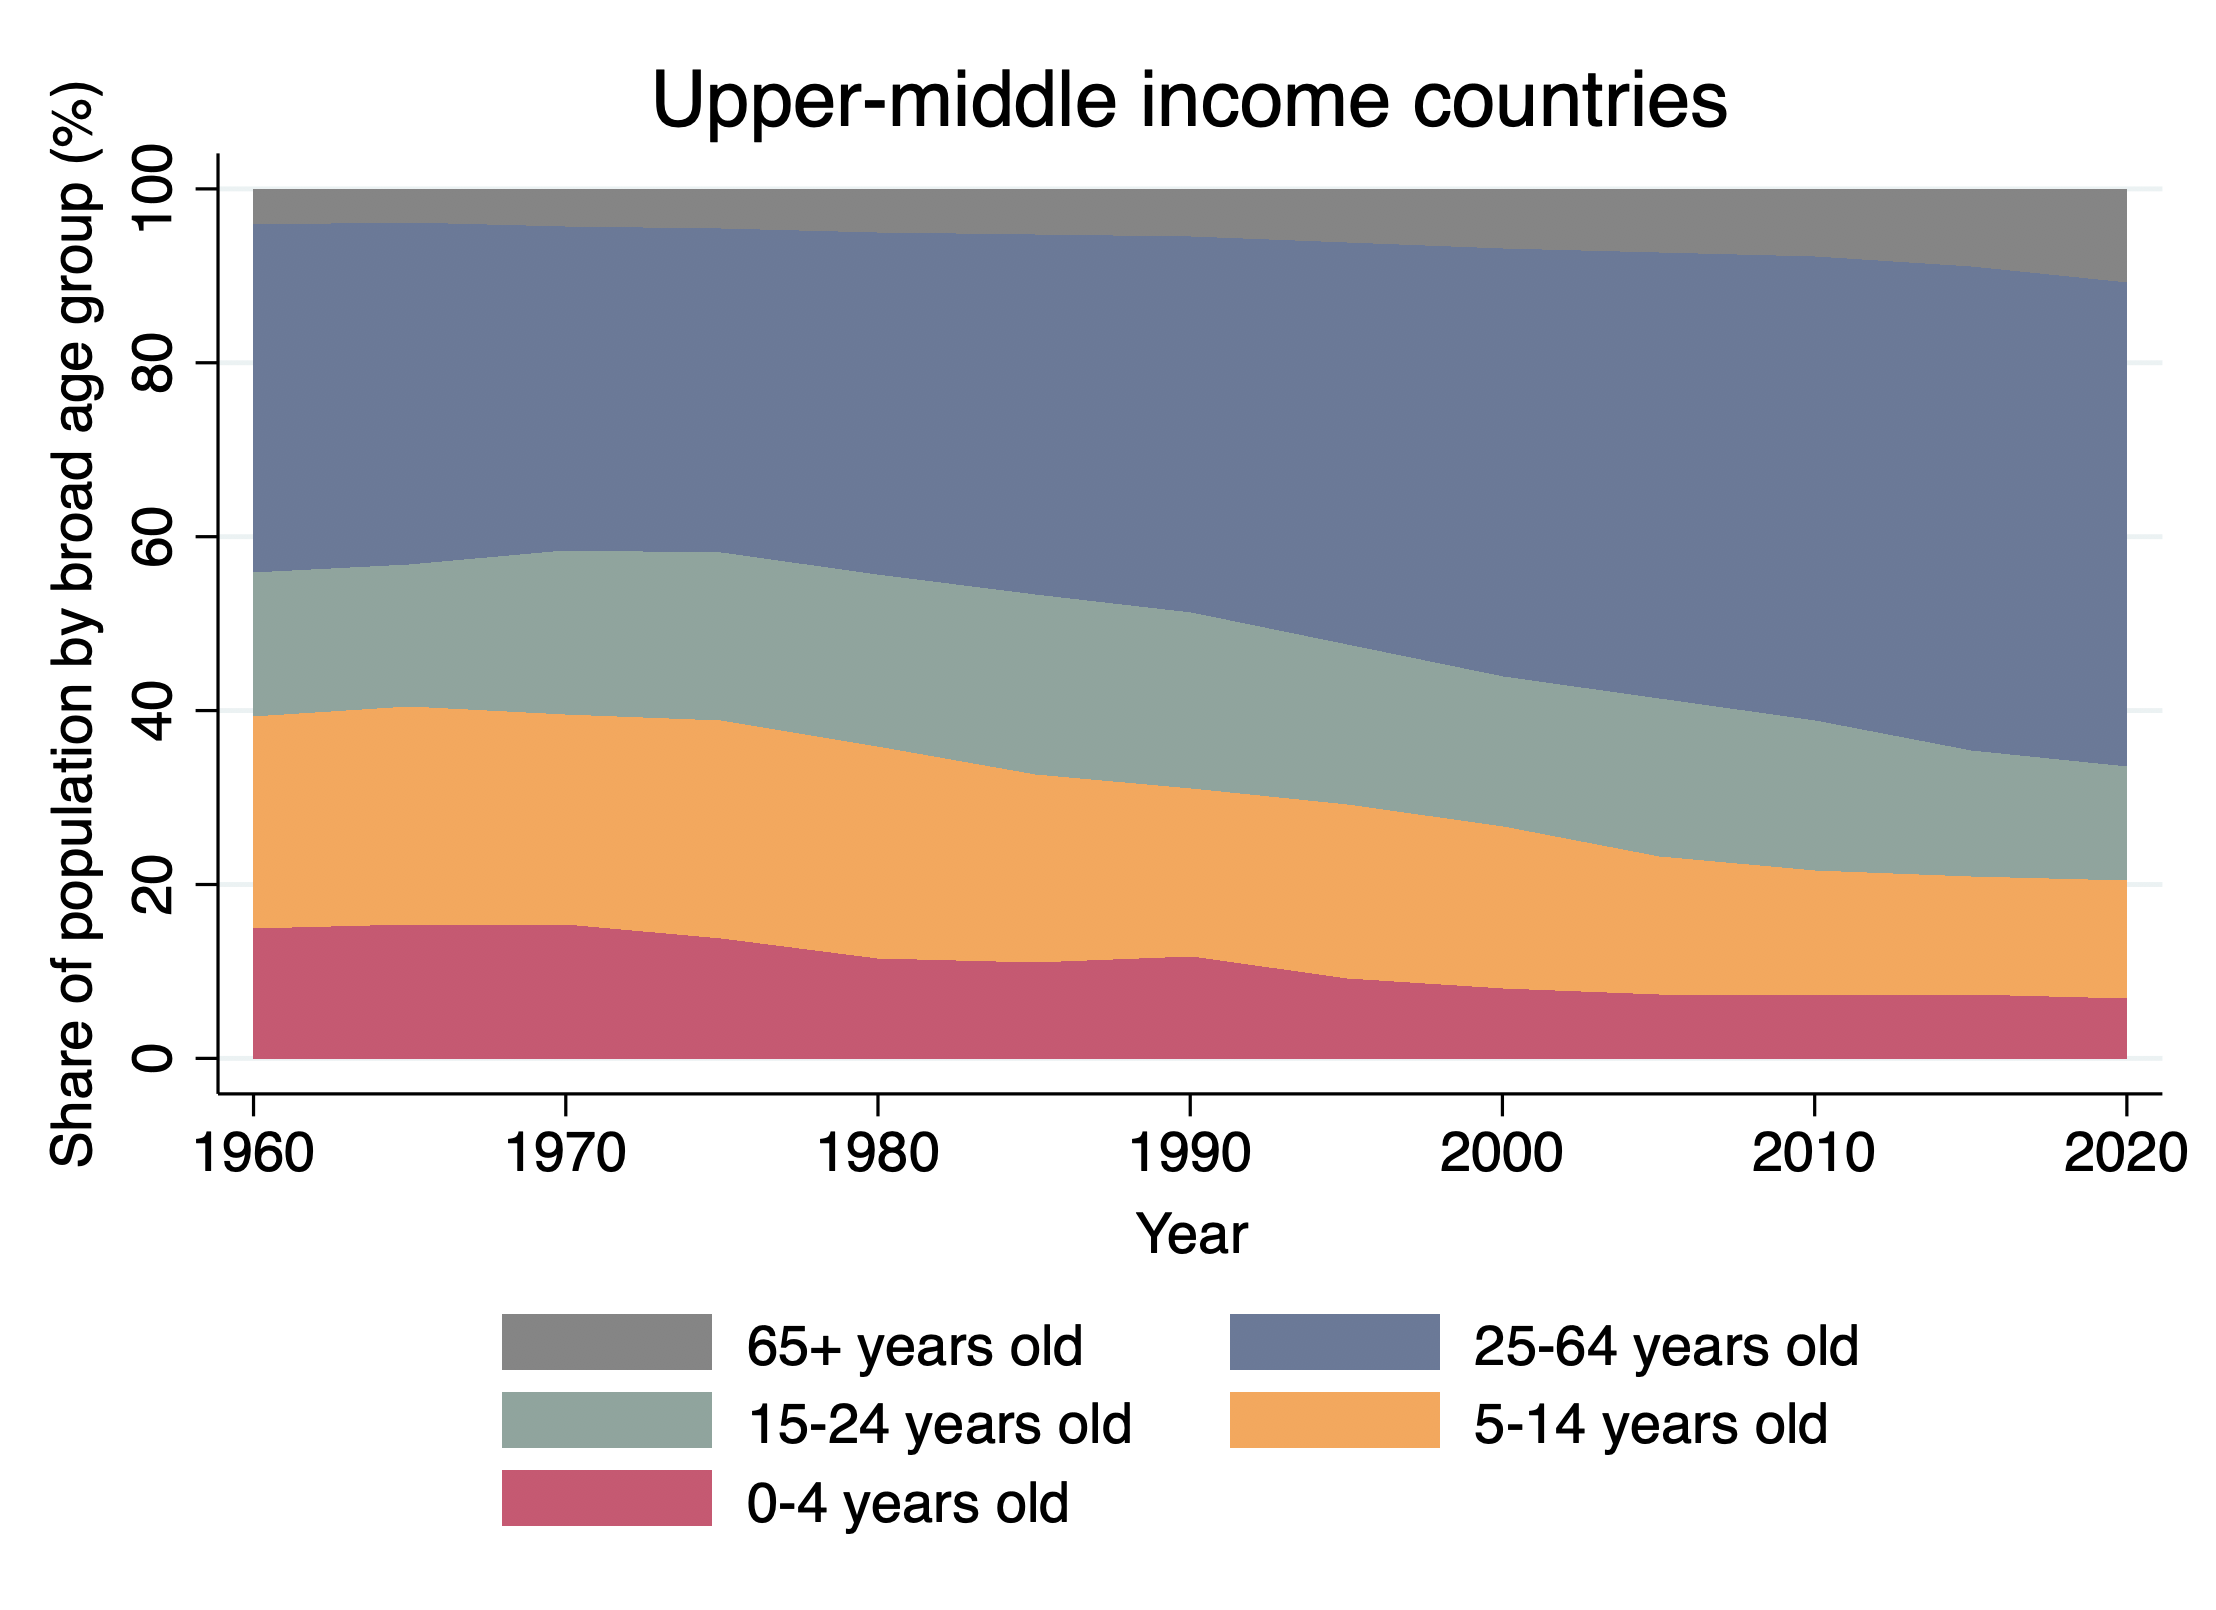 Upper-middle income countries
Share of population by broad age group (%)
100
80
60
40
20
0
1960 1970 1980 1990 2000 2010 2020
Year
65+ years old 25-64 years old
15-24 years old 5-14 years old
0-4 years old